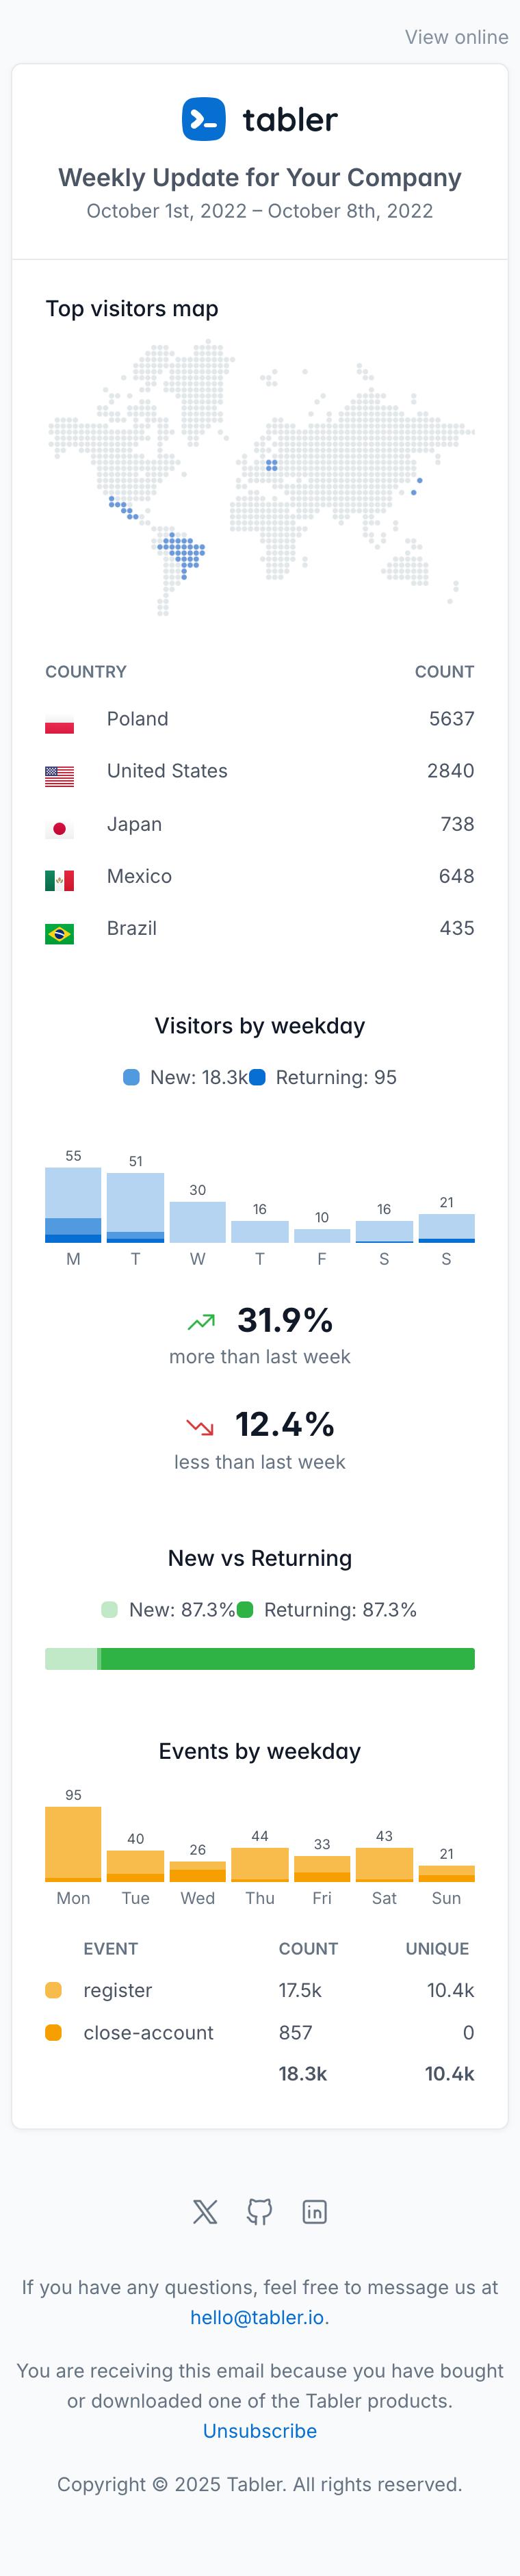 View online
tabler
Weekly Update for Your Company
October 1st, 2022 – October 8th, 2022
Top visitors map
COUNTRY COUNT
Poland 5637
United States 2840
Japan 738
Mexico 648
Brazil 435
Visitors by weekday
New: 18.3k Returning: 95
55 51 30 16 10 16 21
M T W T F S S
31.9%
more than last week
12.4%
less than last week
New vs Returning
New: 87.3% Returning: 87.3%
Events by weekday
95 40 26 44 33 43 21
Mon Tue Wed Thu Fri Sat Sun
EVENT COUNT UNIQUE
register 17.5k 10.4k
close-account 857 0
18.3k 10.4k
If you have any questions, feel free to message us at
hello@tabler.io.
You are receiving this email because you have bought
or downloaded one of the Tabler products.
Unsubscribe
Copyright © 2025 Tabler. All rights reserved.